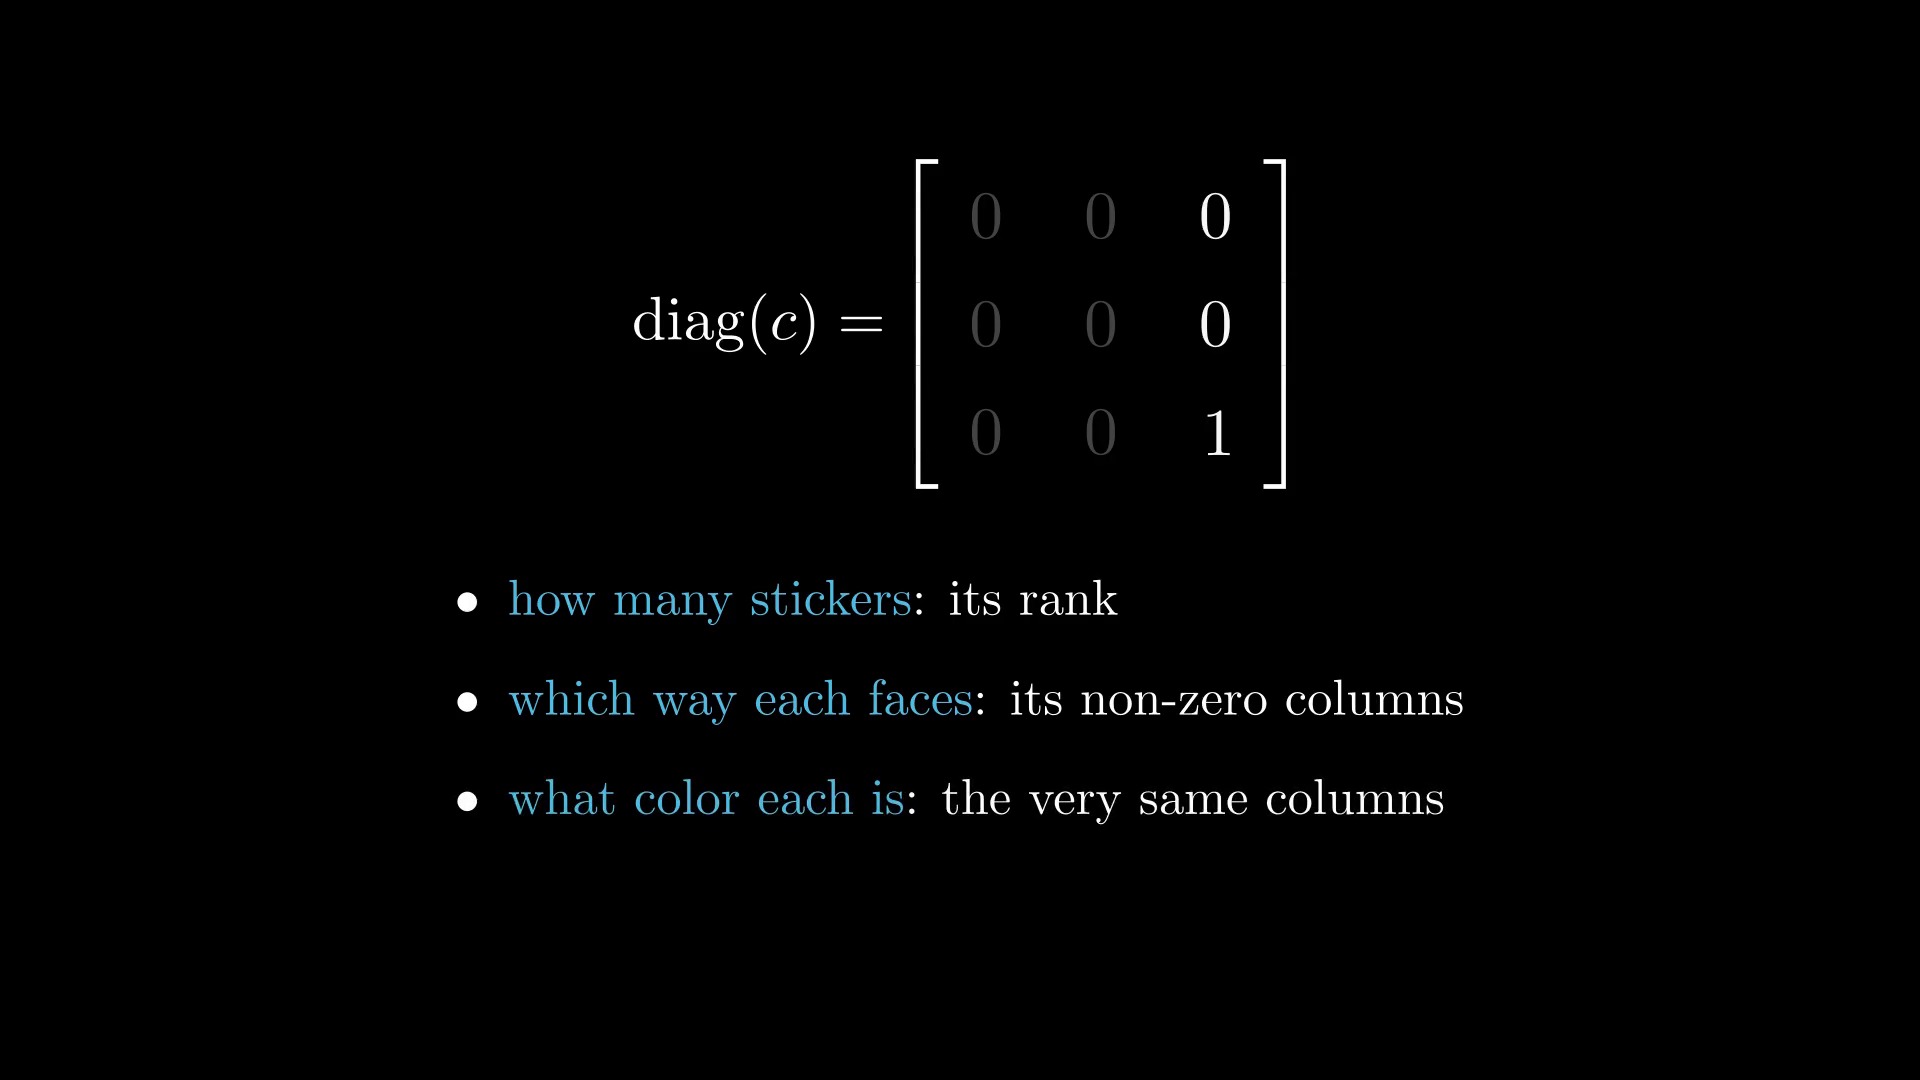 0 0 0
diag(c) = 0 0 0
0 0 1
• how many stickers: its rank
• which way each faces: its non-zero columns
• what color each is: the very same columns